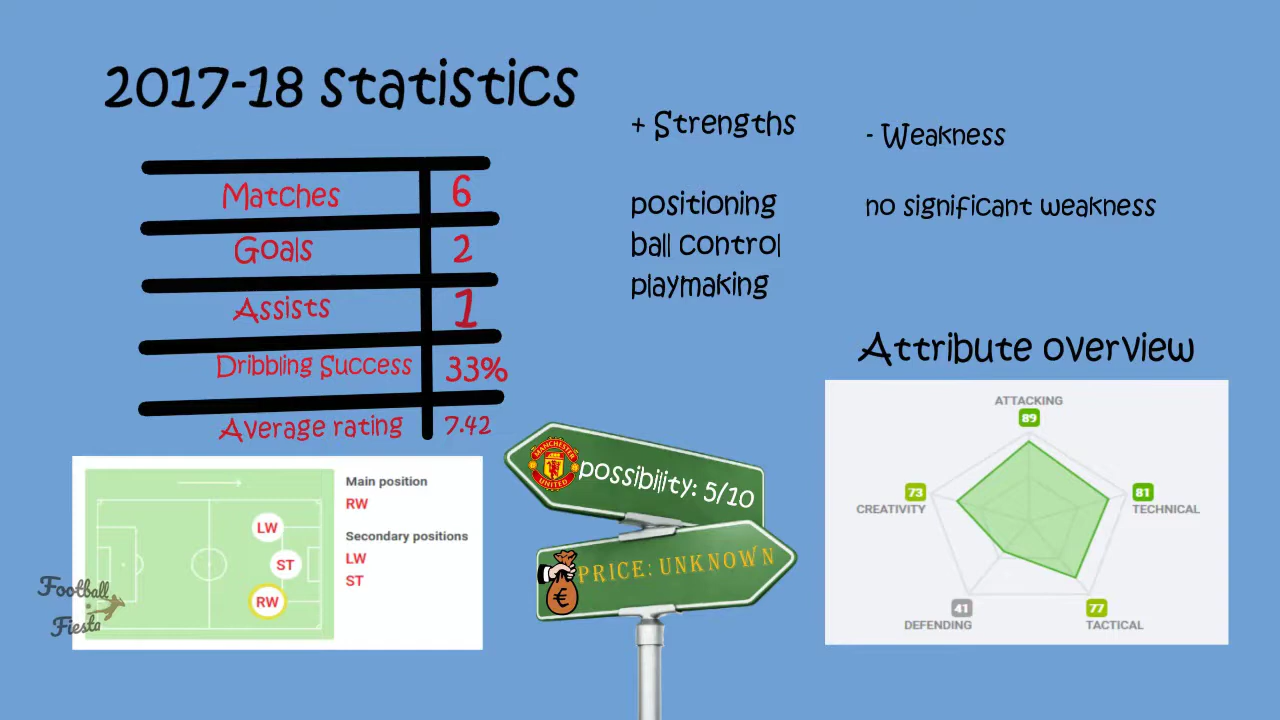 2017-18 statistics
Matches 6
Goals 2
Assists 1
Dribbling Success 33%
Average rating 7.42
+ Strengths
positioning
ball control
playmaking
- Weakness
no significant weakness
Attribute overview
ATTACKING
89
73
CREATIVITY
81
TECHNICAL
41
DEFENDING
77
TACTICAL
MANCHESTER
UNITED
possibility: 5/10
PRICE: UNKNOWN
€
Main position
RW
Secondary positions
LW
ST
LW
ST
RW
Football
Fiesta